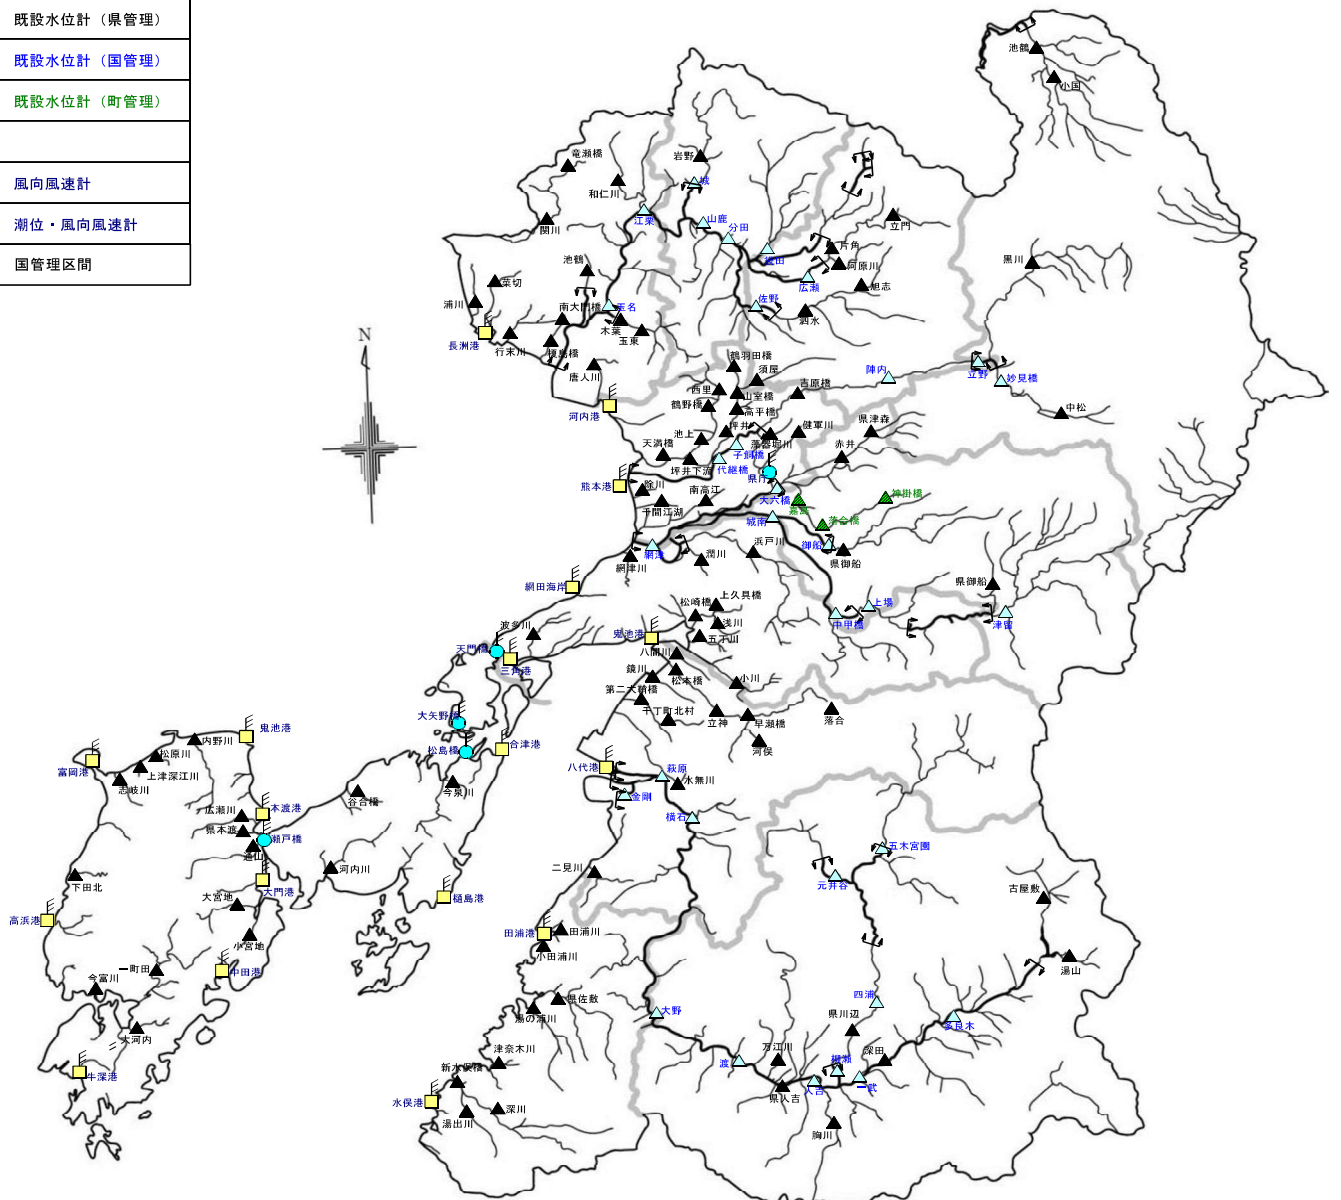 既設水位計（県管理）
既設水位計（国管理）
既設水位計（町管理）
風向風速計
潮位・風向風速計
国管理区間
N
池鶴
小国
竜瀬橋
岩野
城
和仁川
江栗
山鹿
分田
関川
立門
片角
池鶴
菜切
阿原川
黒川
広瀬
旭志
浦川
南大門橋
玉名
佐野
泗水
木葉
玉東
長洲港
行末川
鶴羽田橋
唐人川
須屋
陣内
立野
妙見橋
西里
山室橋
吉原橋
鶴野橋
高平橋
中松
河内港
坪井
健軍川
県津森
池上
天満橋
子飼橋
赤井
坪井下流
代継橋
熊本港
除川
南高江
大六橋
神掛橋
千間江湖
城南
落合橋
網津
御船
浜戸川
県御船
網津川
潤川
網田海岸
県御船
上久具橋
松崎橋
上場
中甲橋
津留
波多川
鬼池港
浅川
五丁川
天門橋
八間川
三角港
鏡川
松本橋
小川
第二大鞘橋
千丁町北村
立神
早瀬橋
落合
大矢野橋
河俣
鬼池港
内野川
松島橋
合津港
松原川
富岡港
上津深江川
志岐川
八代港
萩原
水無川
今泉川
谷合橋
金剛
広瀬川
本渡港
横石
県本渡
瀬戸橋
五木宮園
下田北
大門港
河内川
二見川
元井谷
古屋敷
大宮地
樋島港
高浜港
田浦港
田浦川
小宮地
小田浦川
一町田
中田港
湯山
今富川
県佐敷
四浦
湯の浦川
大野
県川辺
多良木
大河内
津奈木川
万江川
深田
牛深港
新水俣橋
渡
柳瀬
県人吉
人吉
一武
水俣港
深川
湯出川
胸川